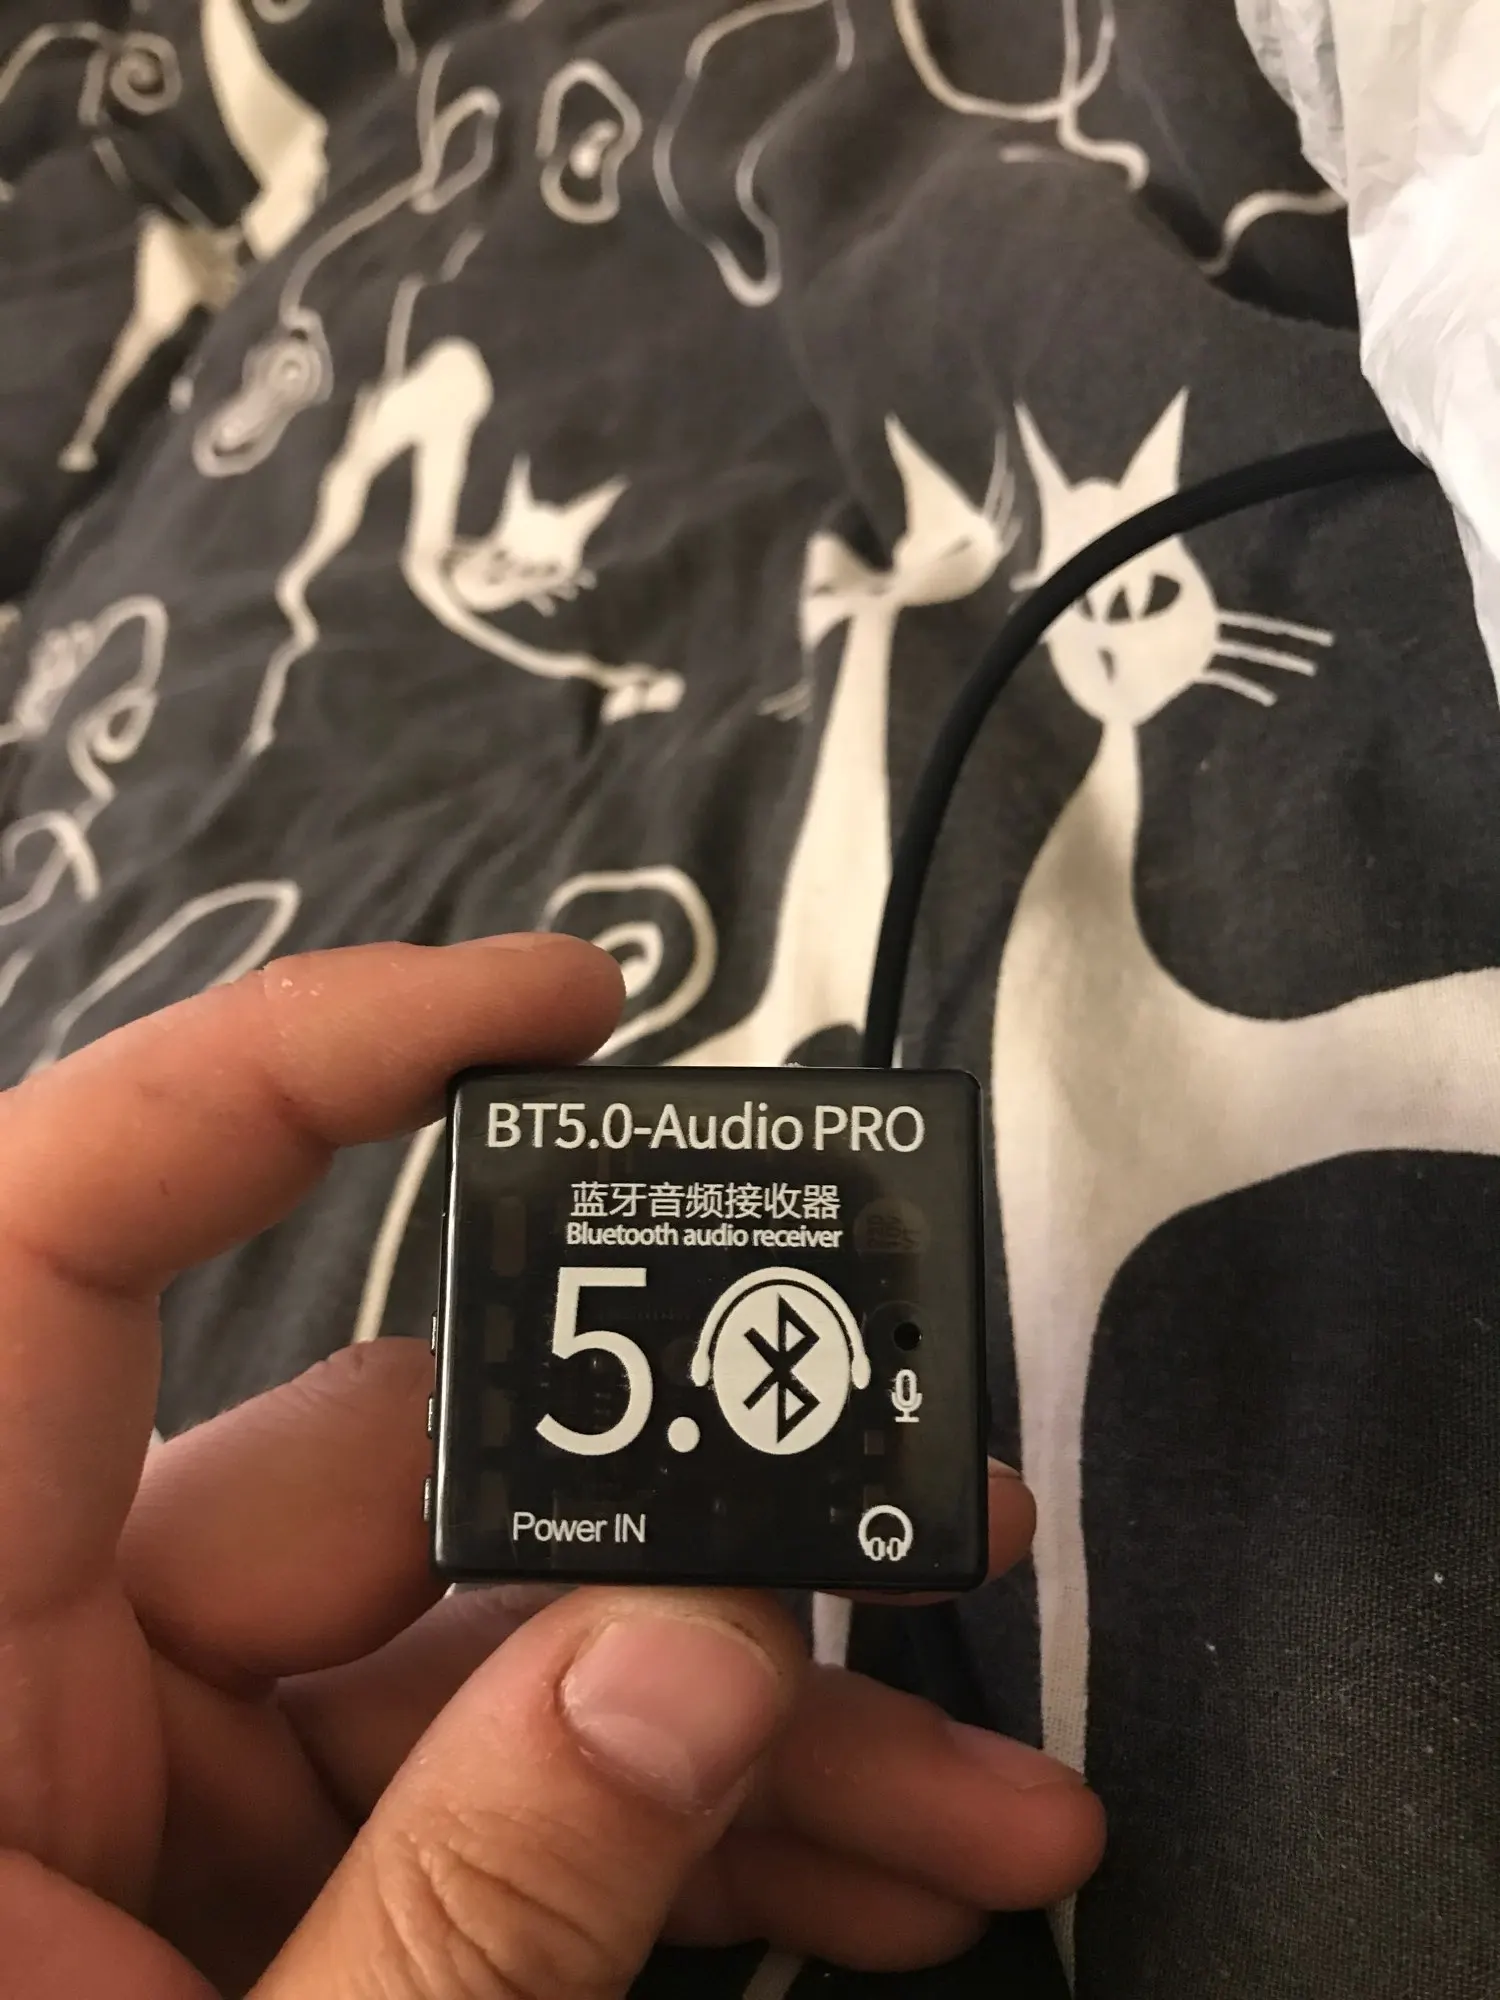 BT5.0-Audio PRO
蓝牙音频接收器
Bluetooth audio receiver
5.0
Power IN